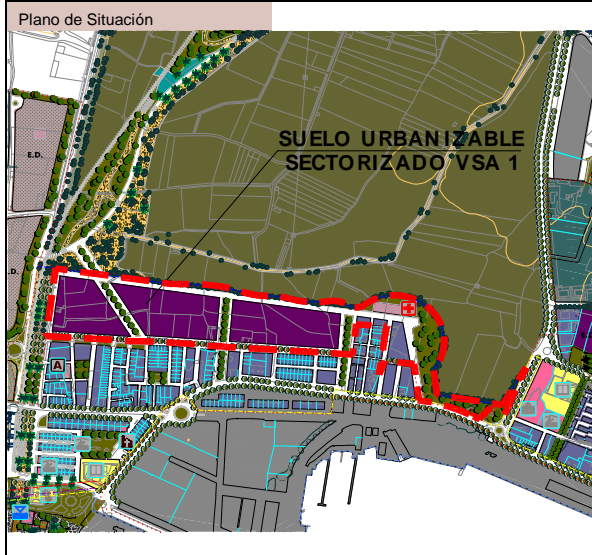 Plano de Situación
SUELO URBANIZABLE
SECTORIZADO VSA 1
E.D.
.D.
A